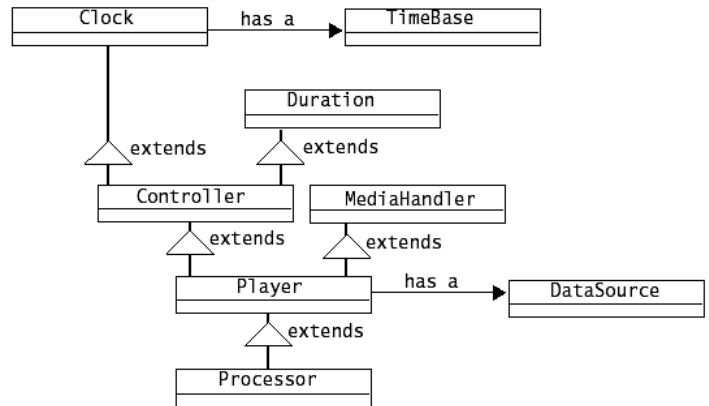 Clock
has a
TimeBase
Duration
extends
extends
Controller
MediaHandler
extends
extends
Player
has a
DataSource
extends
Processor